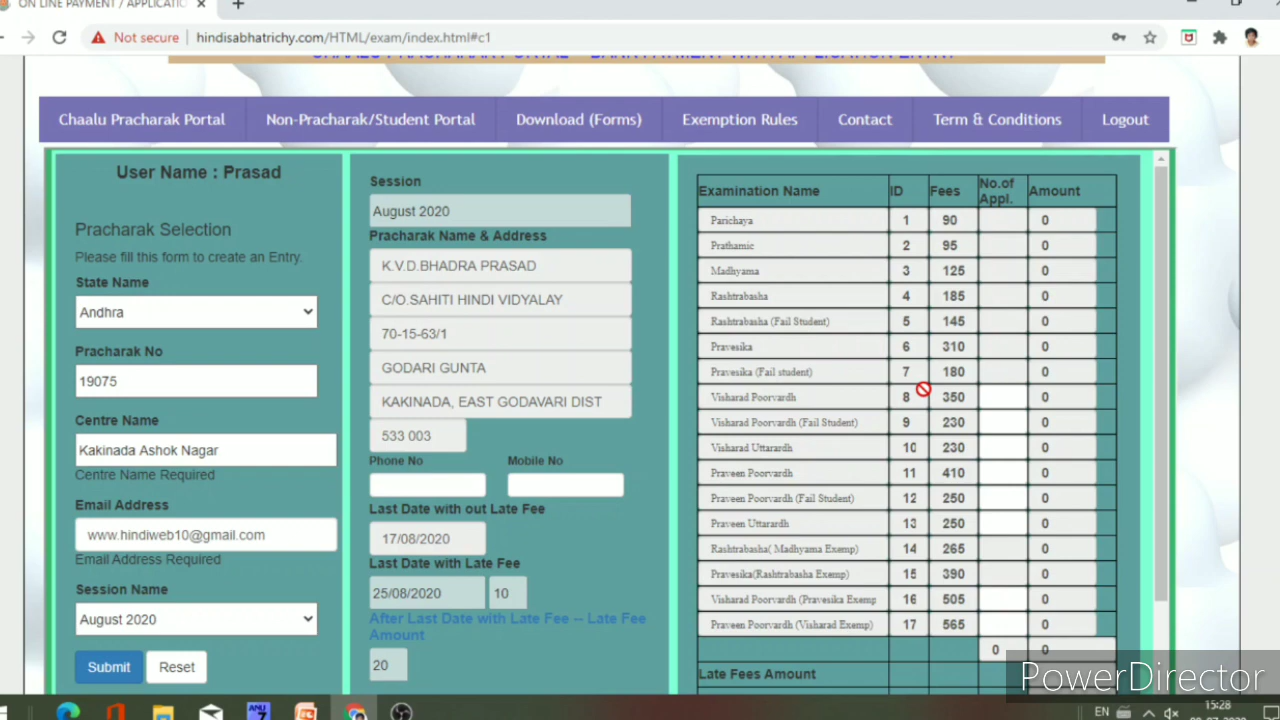 ON LINE PAYMENT / APPLICATIO
Not secure | hindisabhatrichy.com/HTML/exam/index.html#c1
Chaalu Pracharak Portal Non-Pracharak/Student Portal Download (Forms) Exemption Rules Contact Term & Conditions Logout
User Name : Prasad
Pracharak Selection
Please fill this form to create an Entry.
State Name
Andhra
Pracharak No
19075
Centre Name
Kakinada Ashok Nagar
Centre Name Required
Email Address
www.hindiweb10@gmail.com
Email Address Required
Session Name
August 2020
Submit Reset
Session
August 2020
Pracharak Name & Address
K.V.D.BHADRA PRASAD
C/O.SAHITI HINDI VIDYALAY
70-15-63/1
GODARI GUNTA
KAKINADA, EAST GODAVARI DIST
533 003
Phone No Mobile No
Last Date with out Late Fee
17/08/2020
Last Date with Late Fee
25/08/2020 10
After Last Date with Late Fee -- Late Fee
Amount
20
Examination Name ID Fees No.of Appl. Amount
Parichaya 1 90 0
Prathamic 2 95 0
Madhyama 3 125 0
Rashtrabasha 4 185 0
Rashtrabasha (Fail Student) 5 145 0
Pravesika 6 310 0
Pravesika (Fail student) 7 180 0
Visharad Poorvardh 8 350 0
Visharad Poorvardh (Fail Student) 9 230 0
Visharad Uttarardh 10 230 0
Praveen Poorvardh 11 410 0
Praveen Poorvardh (Fail Student) 12 250 0
Praveen Uttarardh 13 250 0
Rashtrabasha( Madhyama Exemp) 14 265 0
Pravesika(Rashtrabasha Exemp) 15 390 0
Visharad Poorvardh (Pravesika Exemp 16 505 0
Praveen Poorvardh (Visharad Exemp) 17 565 0
0 0
Late Fees Amount
PowerDirector
EN 15:28